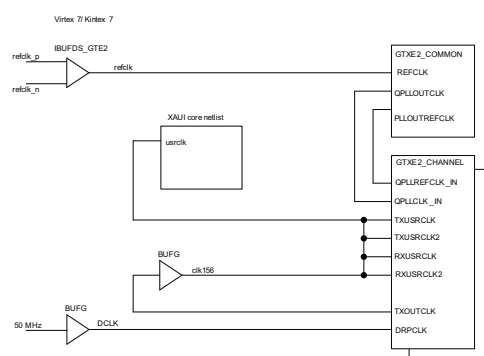 Virtex 7/ Kintex 7
IBUFDS_GTE2
refclk_p
refclk
refclk_n
GTXE2_COMMON
REFCLK
QPLLOUTCLK
PLLOUTREFCLK
XAUI core netlist
usrclk
GTXE2_CHANNEL
QPLLREFCLK_IN
QPLLCLK_IN
TXUSRCLK
TXUSRCLK2
RXUSRCLK
RXUSRCLK2
BUFG
clk156
TXOUTCLK
BUFG
50 MHz
DCLK
DRPCLK